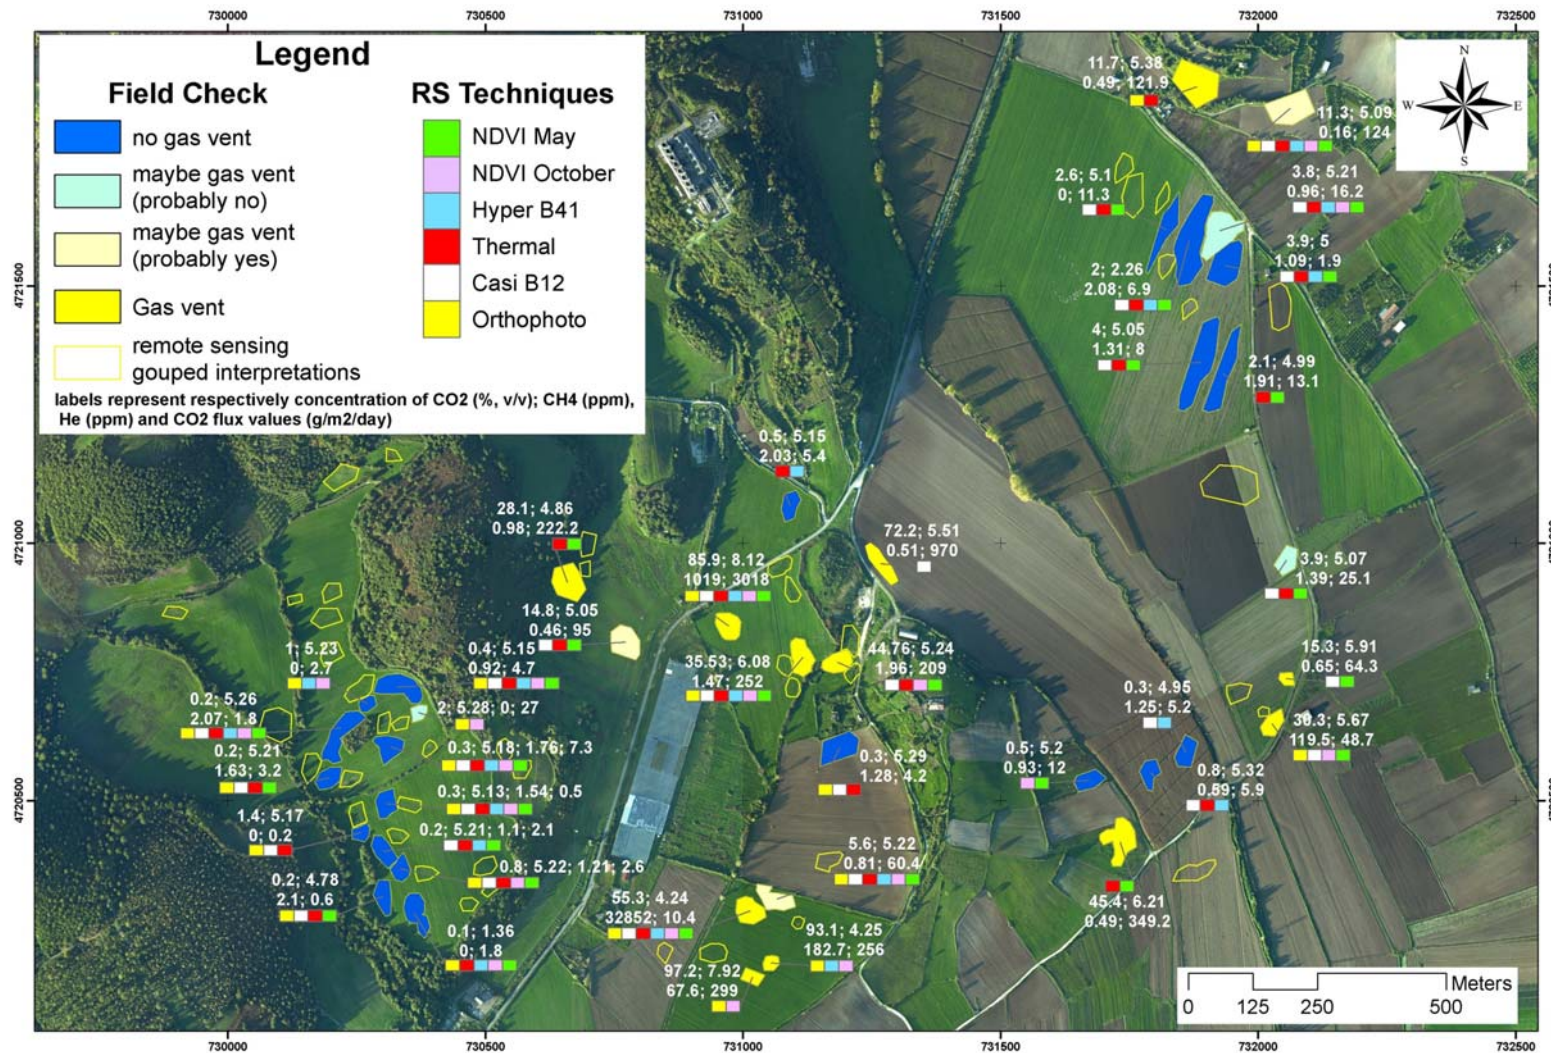 730000 730500 731000 731500 732000 732500
Legend
Field Check
no gas vent
maybe gas vent
(probably no)
maybe gas vent
(probably yes)
Gas vent
remote sensing
gouped interpretations
RS Techniques
NDVI May
NDVI October
Hyper B41
Thermal
Casi B12
Orthophoto
labels represent respectively concentration of CO2 (%, v/v); CH4 (ppm),
He (ppm) and CO2 flux values (g/m2/day)
N
W E
S
11.7; 5.38
0.49; 121.9
11.3; 5.09
0.16; 124
2.6; 5.1
0; 11.3
3.8; 5.21
0.96; 16.2
3.9; 5
1.09; 1.9
2; 2.26
2.08; 6.9
4; 5.05
1.31; 8
2.1; 4.99
1.91; 13.1
4721500
0.5; 5.15
2.03; 5.4
28.1; 4.86
0.98; 222.2
72.2; 5.51
0.51; 970
4721000
85.9; 8.12
1019; 3018
3.9; 5.07
1.39; 25.1
14.8; 5.05
0.46; 95
1; 5.23
0; 2.7
0.4; 5.15
0.92; 4.7
35.53; 6.08
1.47; 252
44.76; 5.24
1.96; 209
15.3; 5.91
0.65; 64.3
0.2; 5.26
2.07; 1.8
2; 5.28; 0; 27
0.3; 4.95
1.25; 5.2
30.3; 5.67
119.5; 48.7
0.2; 5.21
1.63; 3.2
0.3; 5.18; 1.76; 7.3
0.3; 5.29
1.28; 4.2
0.5; 5.2
0.93; 12
0.8; 5.32
0.59; 5.9
0.3; 5.13; 1.54; 0.5
4720500
1.4; 5.17
0; 0.2
0.2; 5.21; 1.1; 2.1
0.8; 5.22; 1.21; 2.6
5.6; 5.22
0.81; 60.4
0.2; 4.78
2.1; 0.6
55.3; 4.24
32852; 10.4
45.4; 6.21
0.49; 349.2
0.1; 1.36
0; 1.8
93.1; 4.25
182.7; 256
97.2; 7.92
67.6; 299
Meters
0 125 250 500
730000 730500 731000 731500 732000 732500